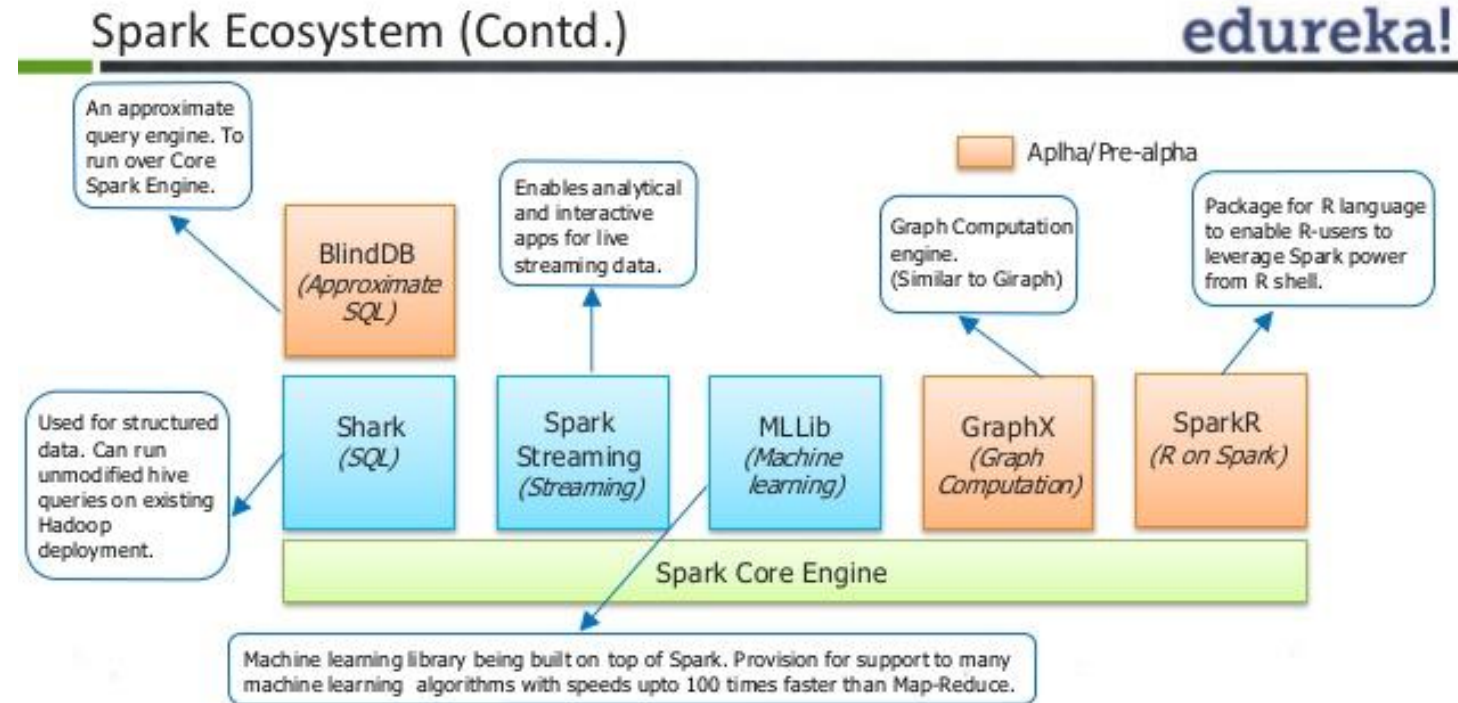 Spark Ecosystem (Contd.)
edureka!
An approximate
query engine. To
run over Core
Spark Engine.
Aplha/Pre-alpha
Enables analytical
and interactive
apps for live
streaming data.
Graph Computation
engine.
(Similar to Giraph)
Package for R language
to enable R-users to
leverage Spark power
from R shell.
BlindDB
(Approximate
SQL)
Used for structured
data. Can run
unmodified hive
queries on existing
Hadoop
deployment.
Shark
(SQL)
Spark
Streaming
(Streaming)
MLLib
(Machine
learning)
GraphX
(Graph
Computation)
SparkR
(R on Spark)
Spark Core Engine
Machine learning library being built on top of Spark. Provision for support to many
machine learning algorithms with speeds upto 100 times faster than Map-Reduce.